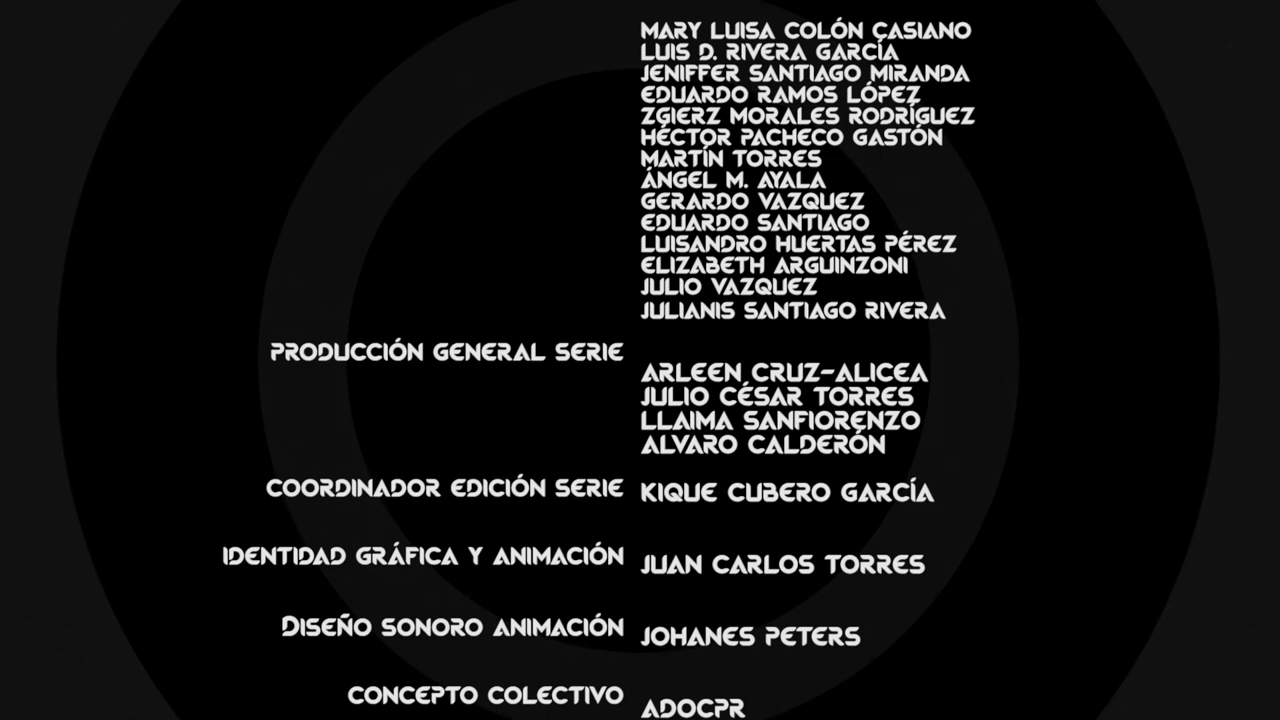 MARY LUISA COLÓN CASIANO
LUIS D. RIVERA GARCÍA
JENIFFER SANTIAGO MIRANDA
EDUARDO RAMOS LÓPEZ
ZGIERZ MORALES RODRÍGUEZ
HÉCTOR PACHECO GASTÓN
MARTÍN TORRES
ÁNGEL M. AYALA
GERARDO VAZQUEZ
EDUARDO SANTIAGO
LUISANDRO HUERTAS PÉREZ
ELIZABETH ARGUINZONI
JULIO VAZQUEZ
JULIANIS SANTIAGO RIVERA
PRODUCCIÓN GENERAL SERIE
ARLEEN CRUZ-ALICEA
JULIO CÉSAR TORRES
LLAIMA SANFIORENZO
ALVARO CALDERÓN
COORDINADOR EDICIÓN SERIE KIQUE CUBERO GARCÍA
IDENTIDAD GRÁFICA Y ANIMACIÓN JUAN CARLOS TORRES
DISEÑO SONORO ANIMACIÓN JOHANES PETERS
CONCEPTO COLECTIVO ADOCPR